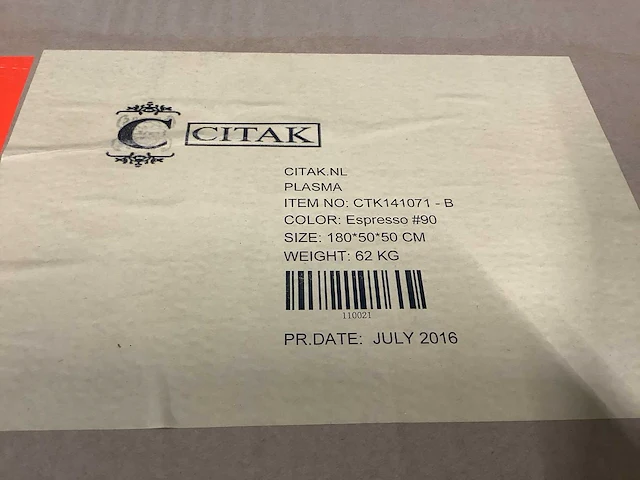 C CITAK
CITAK.NL
PLASMA
ITEM NO: CTK141071 - B
COLOR: Espresso #90
SIZE: 180*50*50 CM
WEIGHT: 62 KG
110021
PR.DATE: JULY 2016